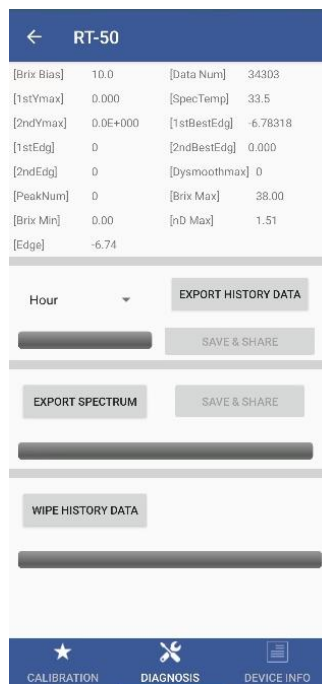 ← RT-50
[Brix Bias] 10.0 [Data Num] 34303
[1stYmax] 0.000 [SpecTemp] 33.5
[2ndYmax] 0.0E+000 [1stBestEdg] -6.78318
[1stEdg] 0 [2ndBestEdg] 0.000
[2ndEdg] 0 [Dysmoothmax] 0
[PeakNum] 0 [Brix Max] 38.00
[Brix Min] 0.00 [nD Max] 1.51
[Edge] -6.74
Hour EXPORT HISTORY DATA
SAVE & SHARE
EXPORT SPECTRUM SAVE & SHARE
WIPE HISTORY DATA
CALIBRATION DIAGNOSIS DEVICE INFO